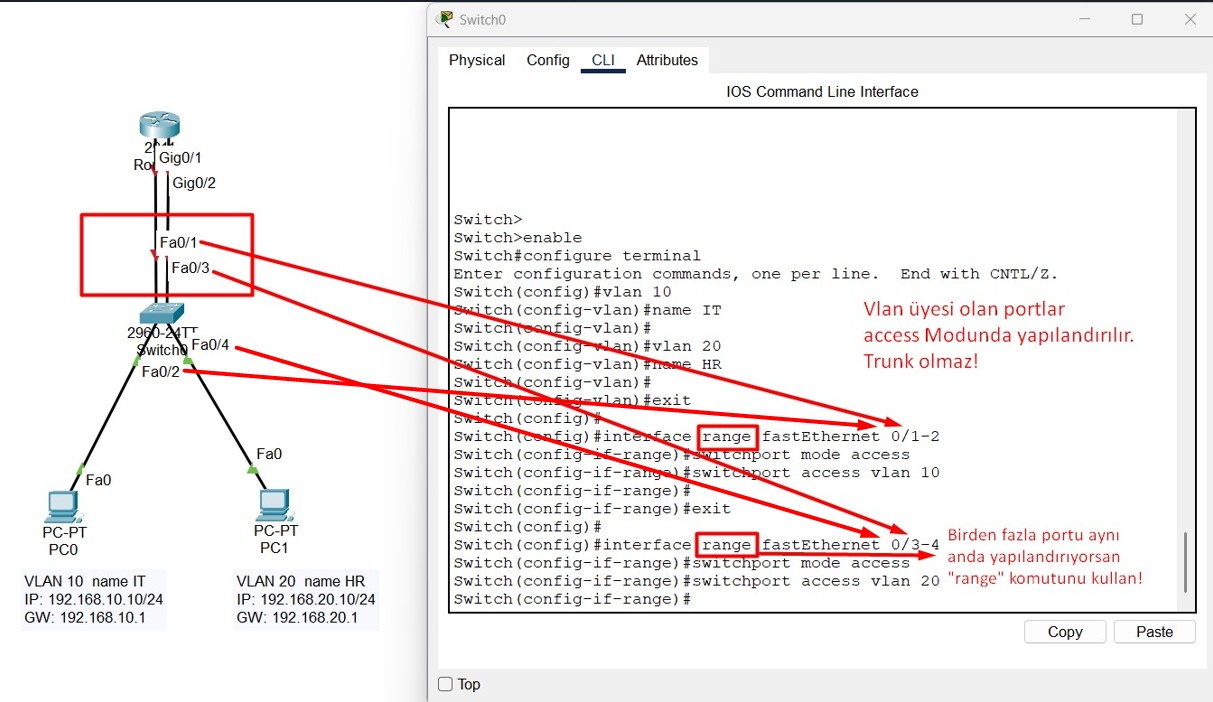 Switch0
Physical
Config
CLI
Attributes
IOS Command Line Interface
Gig0/1
Gig0/2
Fa0/1
Fa0/3
2960-24TT
Switch0
Fa0/4
Fa0/2
Fa0
Fa0
PC-PT
PC0
PC-PT
PC1
VLAN 10 name IT
IP: 192.168.10.10/24
GW: 192.168.10.1
VLAN 20 name HR
IP: 192.168.20.10/24
GW: 192.168.20.1
Switch>
Switch>enable
Switch#configure terminal
Enter configuration commands, one per line. End with CNTL/Z.
Switch(config)#vlan 10
Switch(config-vlan)#name IT
Switch(config-vlan)#
Switch(config-vlan)#vlan 20
Switch(config-vlan)#name HR
Switch(config-vlan)#
Switch(config-vlan)#exit
Switch(config)#
Switch(config)#interface range fastEthernet 0/1-2
Switch(config-if-range)#switchport mode access
Switch(config-if-range)#switchport access vlan 10
Switch(config-if-range)#
Switch(config-if-range)#exit
Switch(config)#
Switch(config)#interface range fastEthernet 0/3-4
Switch(config-if-range)#switchport mode access
Switch(config-if-range)#switchport access vlan 20
Switch(config-if-range)#
Vlan üyesi olan portlar
access Modunda yapılandırılır.
Trunk olmaz!
Birden fazla portu aynı
anda yapılandırıyorsan
"range" komutunu kullan!
Copy
Paste
Top